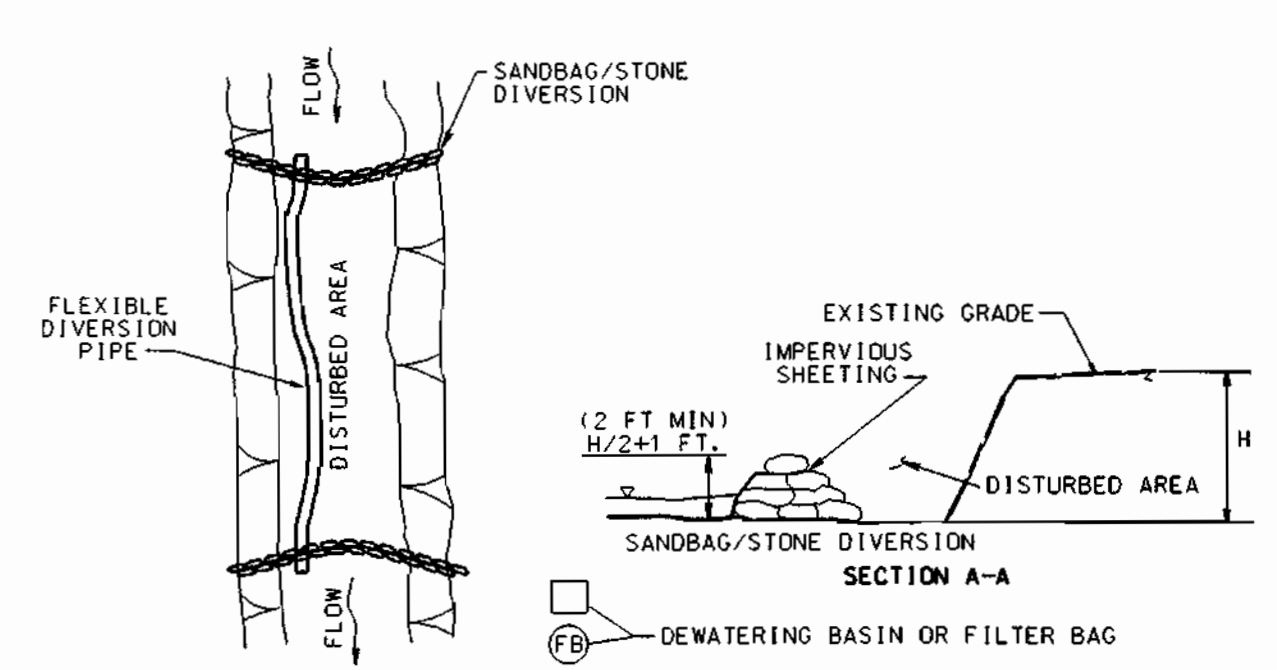 FLOW
SANDBAG/STONE
DIVERSION
FLEXIBLE
DIVERSION
PIPE
DISTURBED AREA
FLOW
EXISTING GRADE
IMPERVIOUS
SHEETING
(2 FT MIN)
H/2+1 FT.
H
DISTURBED AREA
SANDBAG/STONE DIVERSION
SECTION A-A
FB
DEWATERING BASIN OR FILTER BAG